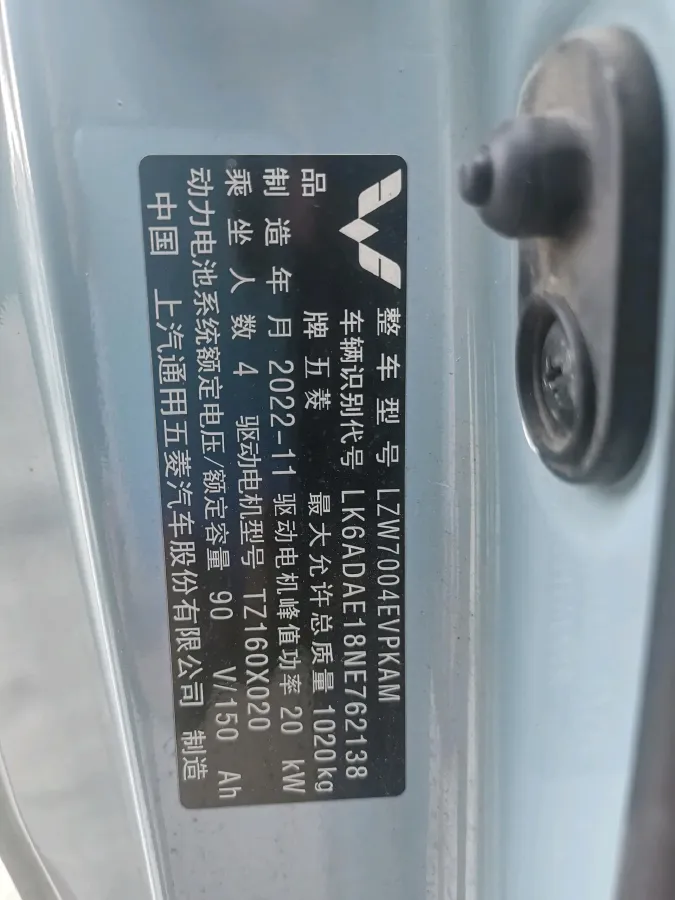 整车型号 LZW7004EVPKAM
车辆识别代号 LK6ADAE18NE762138
品牌 五菱 最大允许总质量 1020kg
制造年月 2022-11 驱动电机峰值功率 20 kW
乘坐人数 4 驱动电机型号 TZ160X020
动力电池系统额定电压/额定容量 90 V/150 Ah
中国 上汽通用五菱汽车股份有限公司 制造